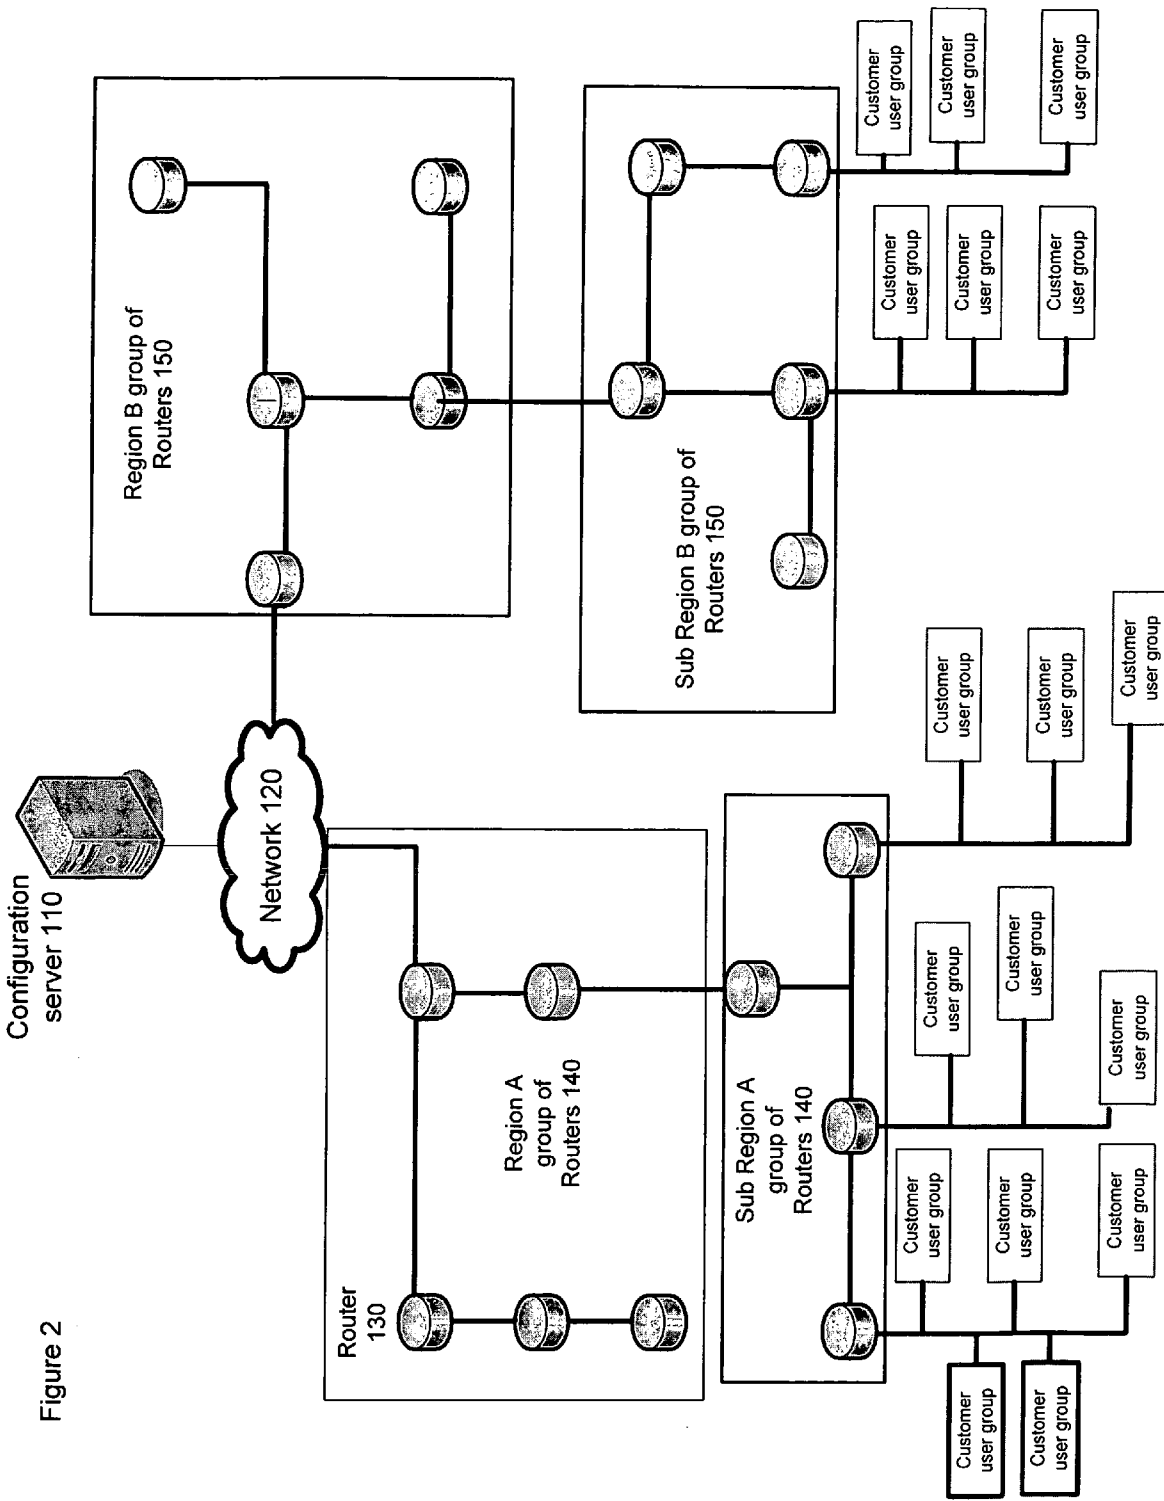 Figure 2
Configuration
server 110
Network 120
Region B group of
Routers 150
Router
130
Region A
group of
Routers 140
Sub Region B group of
Routers 150
Sub Region A
group of
Routers 140
Customer
user group
Customer
user group
Customer
user group
Customer
user group
Customer
user group
Customer
user group
Customer
user group
Customer
user group
Customer
user group
Customer
user group
Customer
user group
Customer
user group
Customer
user group
Customer
user group
Customer
user group
Customer
user group
Customer
user group